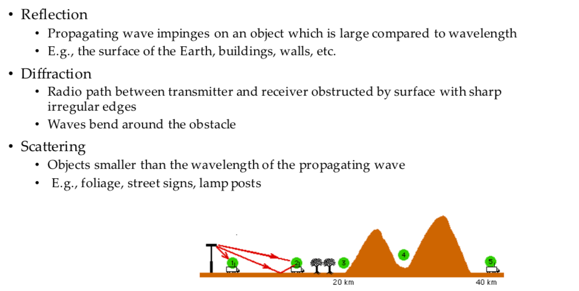 • Reflection
• Propagating wave impinges on an object which is large compared to wavelength
• E.g., the surface of the Earth, buildings, walls, etc.
• Diffraction
• Radio path between transmitter and receiver obstructed by surface with sharp
irregular edges
• Waves bend around the obstacle
• Scattering
• Objects smaller than the wavelength of the propagating wave
• E.g., foliage, street signs, lamp posts
1 2 3 4 5
20 km 40 km